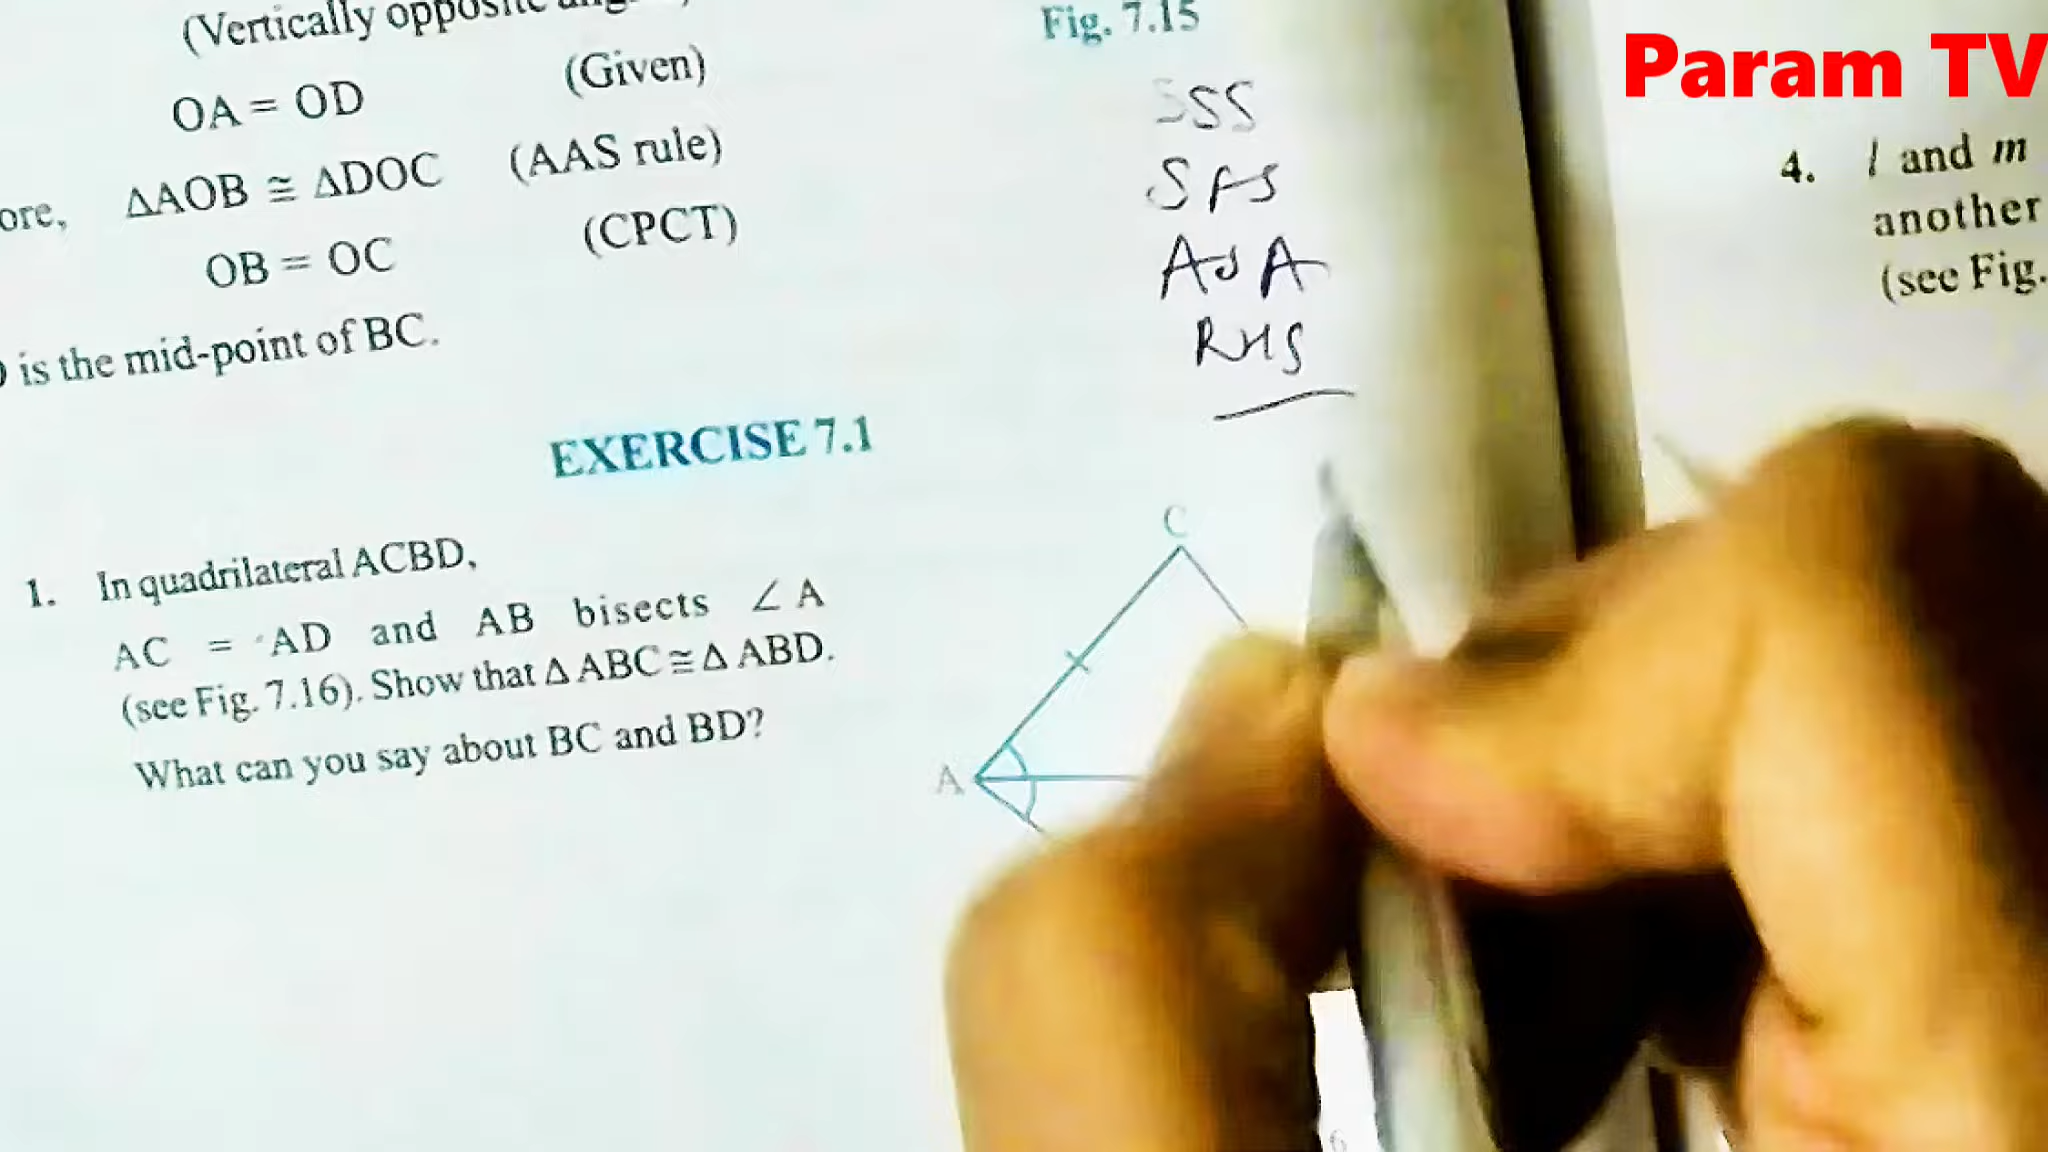 (Vertically opposite
OA = OD (Given)
ore, ΔAOB ≅ ΔDOC (AAS rule)
OB = OC (CPCT)
is the mid-point of BC.
EXERCISE 7.1
1. In quadrilateral ACBD,
AC = AD and AB bisects ∠A
(see Fig. 7.16). Show that Δ ABC ≅ Δ ABD.
What can you say about BC and BD?
Fig. 7.15
SSS
SAS
ASA
RHS
C
A
Param TV
4. l and m
another
(see Fig.
6